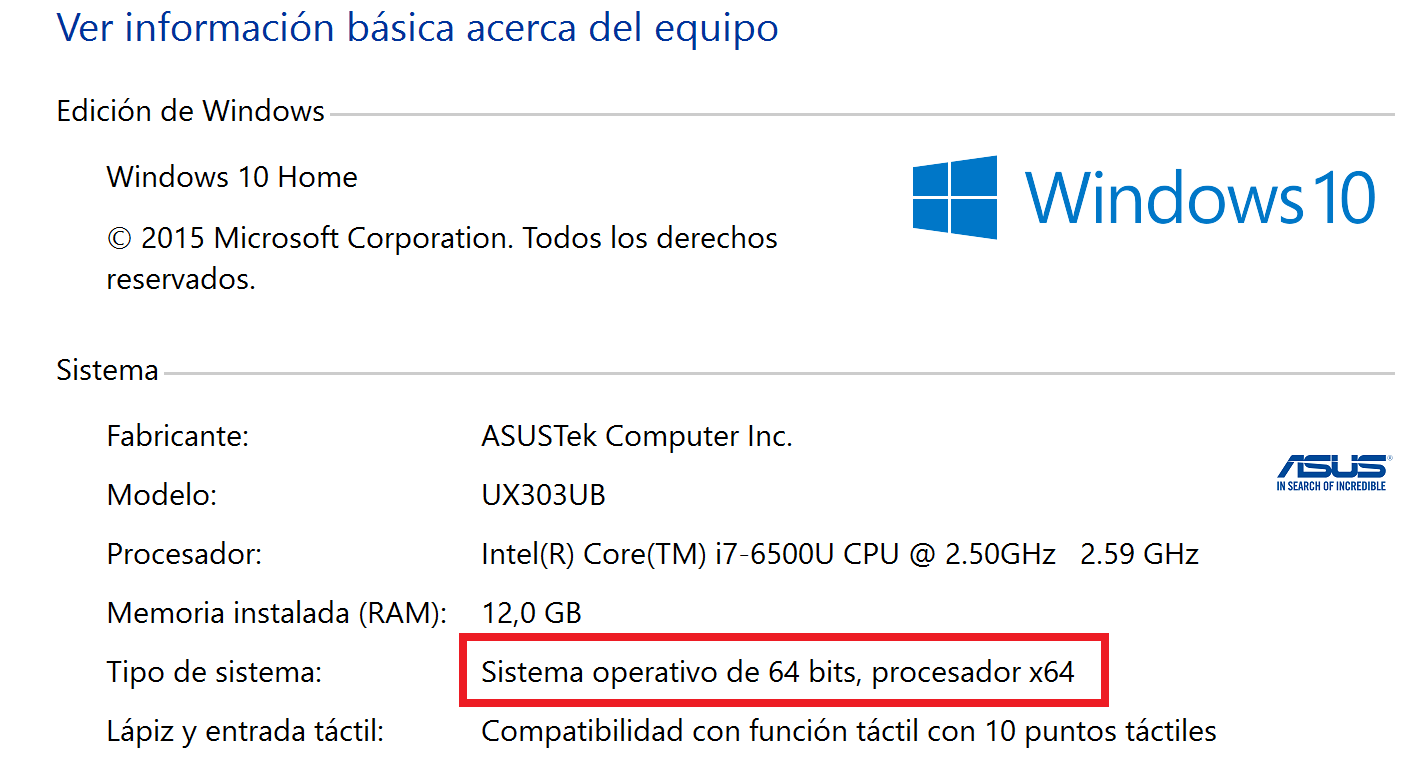 Ver información básica acerca del equipo
Edición de Windows
Windows 10 Home
© 2015 Microsoft Corporation. Todos los derechos
reservados.
Windows 10
Sistema
Fabricante: ASUSTek Computer Inc.
Modelo: UX303UB
Procesador: Intel(R) Core(TM) i7-6500U CPU @ 2.50GHz 2.59 GHz
Memoria instalada (RAM): 12,0 GB
Tipo de sistema: Sistema operativo de 64 bits, procesador x64
Lápiz y entrada táctil: Compatibilidad con función táctil con 10 puntos táctiles
ASUS®
IN SEARCH OF INCREDIBLE